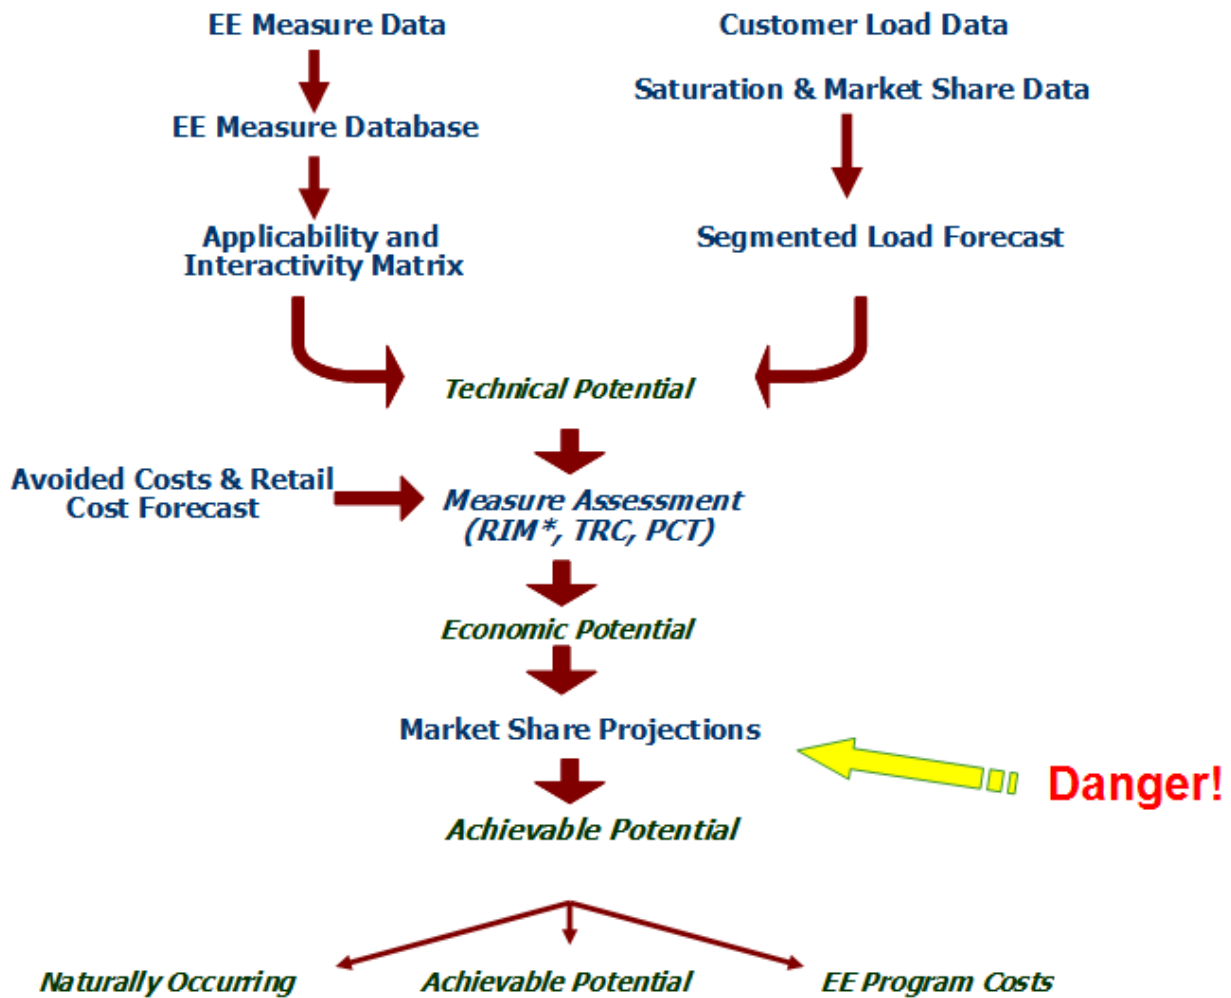 EE Measure Data
Customer Load Data
Saturation & Market Share Data
EE Measure Database
Applicability and
Interactivity Matrix
Segmented Load Forecast
Technical Potential
Avoided Costs & Retail
Cost Forecast
Measure Assessment
(RIM*, TRC, PCT)
Economic Potential
Market Share Projections
Danger!
Achievable Potential
Naturally Occurring
Achievable Potential
EE Program Costs